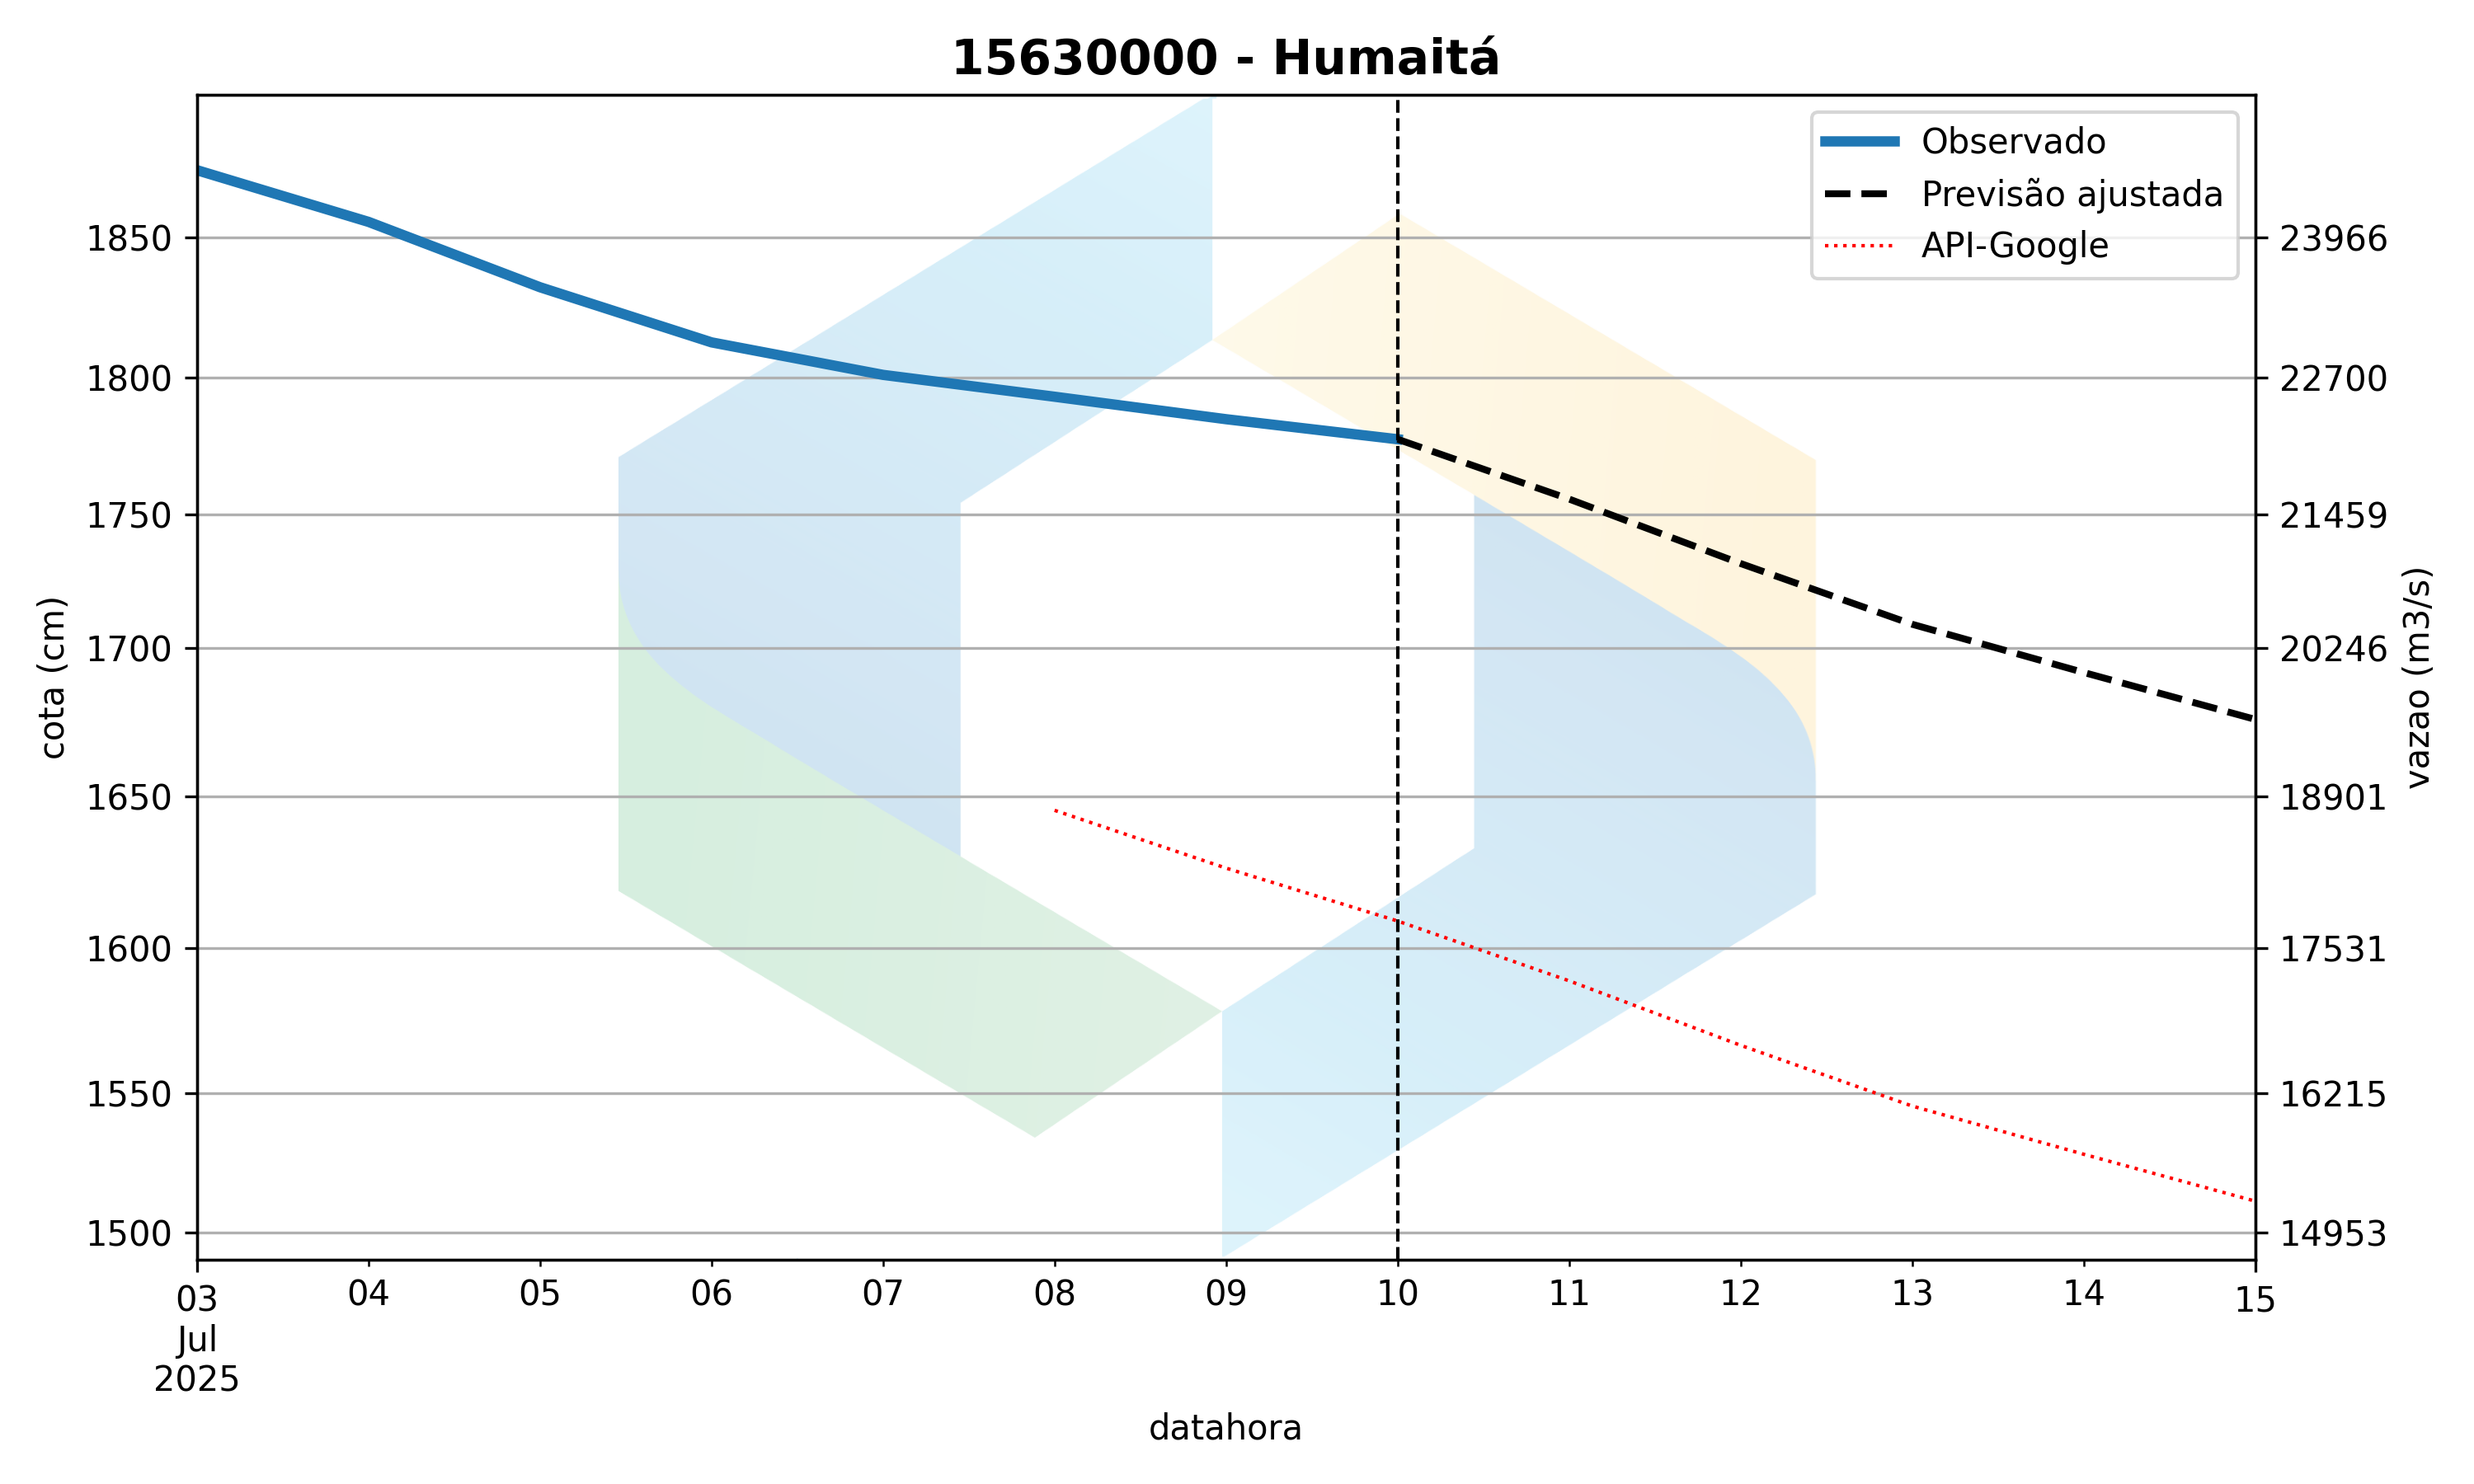 15630000 - Humaitá
Observado
Previsão ajustada
API-Google
cota (cm)
1850
1800
1750
1700
1650
1600
1550
1500
23966
22700
21459
20246
18901
17531
16215
14953
vazao (m3/s)
03 04 05 06 07 08 09 10 11 12 13 14 15
Jul
2025
datahora